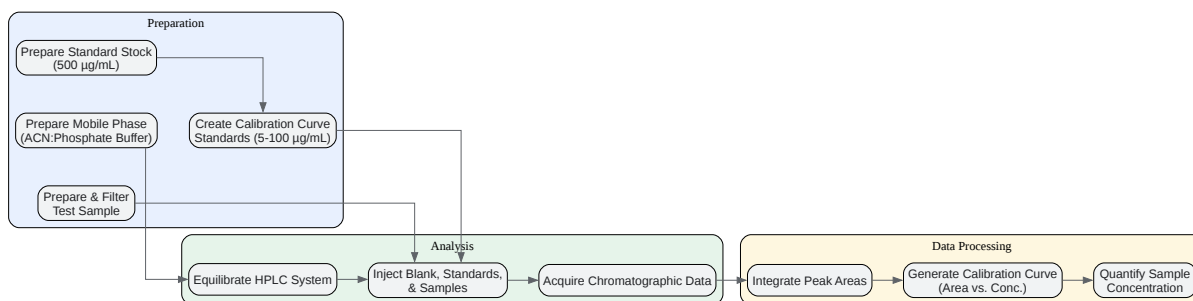 Preparation
Prepare Standard Stock
(500 µg/mL)
Prepare Mobile Phase
(ACN:Phosphate Buffer)
Create Calibration Curve
Standards (5-100 µg/mL)
Prepare & Filter
Test Sample
Analysis
Equilibrate HPLC System
Inject Blank, Standards,
& Samples
Acquire Chromatographic Data
Data Processing
Integrate Peak Areas
Generate Calibration Curve
(Area vs. Conc.)
Quantify Sample
Concentration